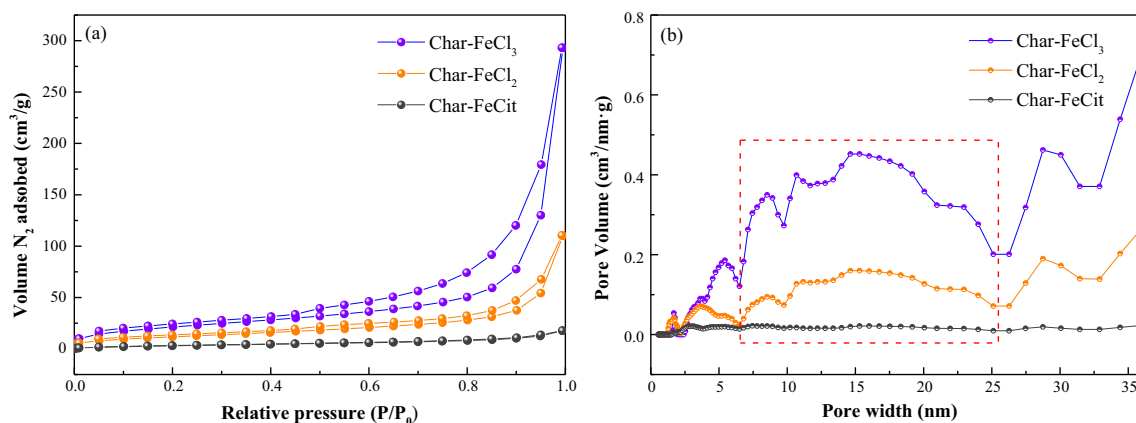 (a)
Char-FeCl₃
Char-FeCl₂
Char-FeCit
Volume N₂ adsobed (cm³/g)
300
250
200
150
100
50
0
0.0 0.2 0.4 0.6 0.8 1.0
Relative pressure (P/P₀)
(b)
Char-FeCl₃
Char-FeCl₂
Char-FeCit
Pore Volume (cm³/nm·g)
0.8
0.6
0.4
0.2
0.0
0 5 10 15 20 25 30 35
Pore width (nm)